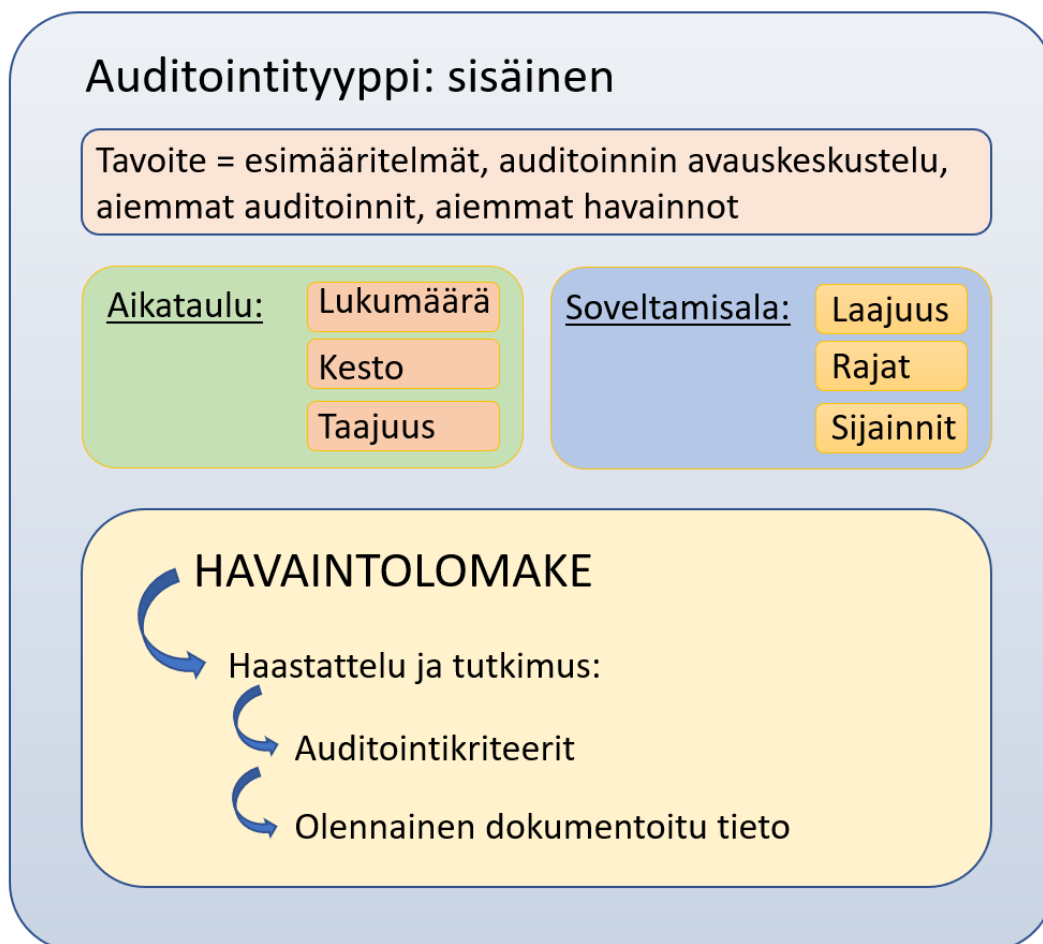 Auditointityyppi: sisäinen
Tavoite = esimääritelmät, auditoinnin avauskeskustelu,
aiemmat auditoinnit, aiemmat havainnot
Aikataulu:
Lukumäärä
Kesto
Taajuus
Soveltamisala:
Laajuus
Rajat
Sijainnit
HAVAINTOLOMAKE
Haastattelu ja tutkimus:
Auditointikriteerit
Olennainen dokumentoitu tieto